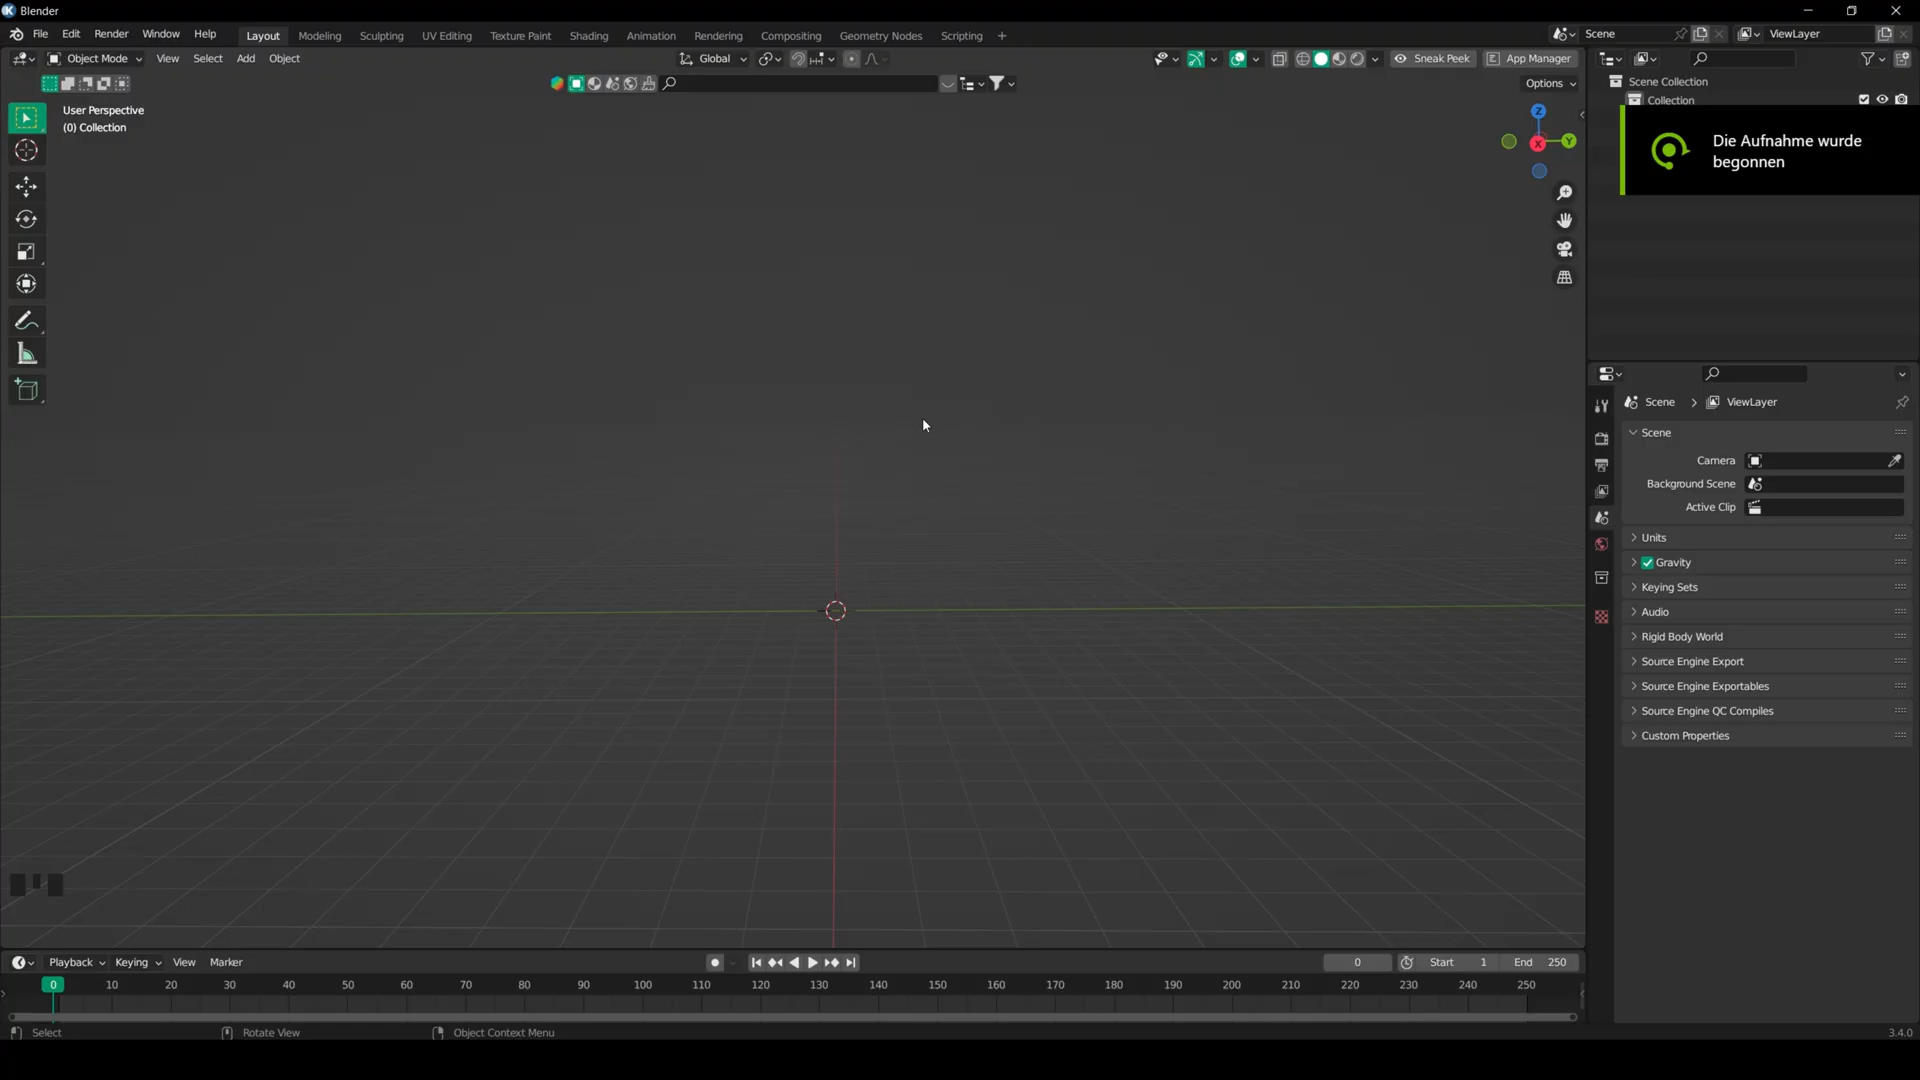 Blender
File Edit Render Window Help Layout Modeling Sculpting UV Editing Texture Paint Shading Animation Rendering Compositing Geometry Nodes Scripting Scene ViewLayer
Object Mode View Select Add Object Global Sneak Peek App Manager
Options
Scene Collection
Collection
User Perspective
(0) Collection
Z
Y
X
Die Aufnahme wurde
begonnen
Scene ViewLayer
Scene
Camera
Background Scene
Active Clip
Units
Gravity
Keying Sets
Audio
Rigid Body World
Source Engine Export
Source Engine Exportables
Source Engine QC Compiles
Custom Properties
Playback Keying View Marker 0 Start 1 End 250
0 10 20 30 40 50 60 70 80 90 100 110 120 130 140 150 160 170 180 190 200 210 220 230 240 250
Select Rotate View Object Context Menu 3.4.0